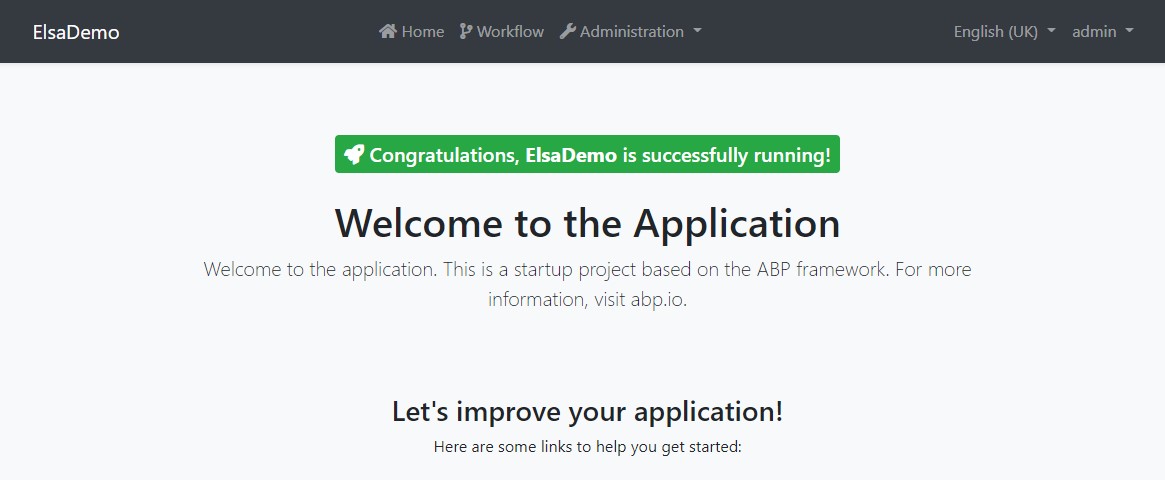 ElsaDemo Home Workflow Administration English (UK) admin
Congratulations, ElsaDemo is successfully running!
Welcome to the Application
Welcome to the application. This is a startup project based on the ABP framework. For more
information, visit abp.io.
Let's improve your application!
Here are some links to help you get started: